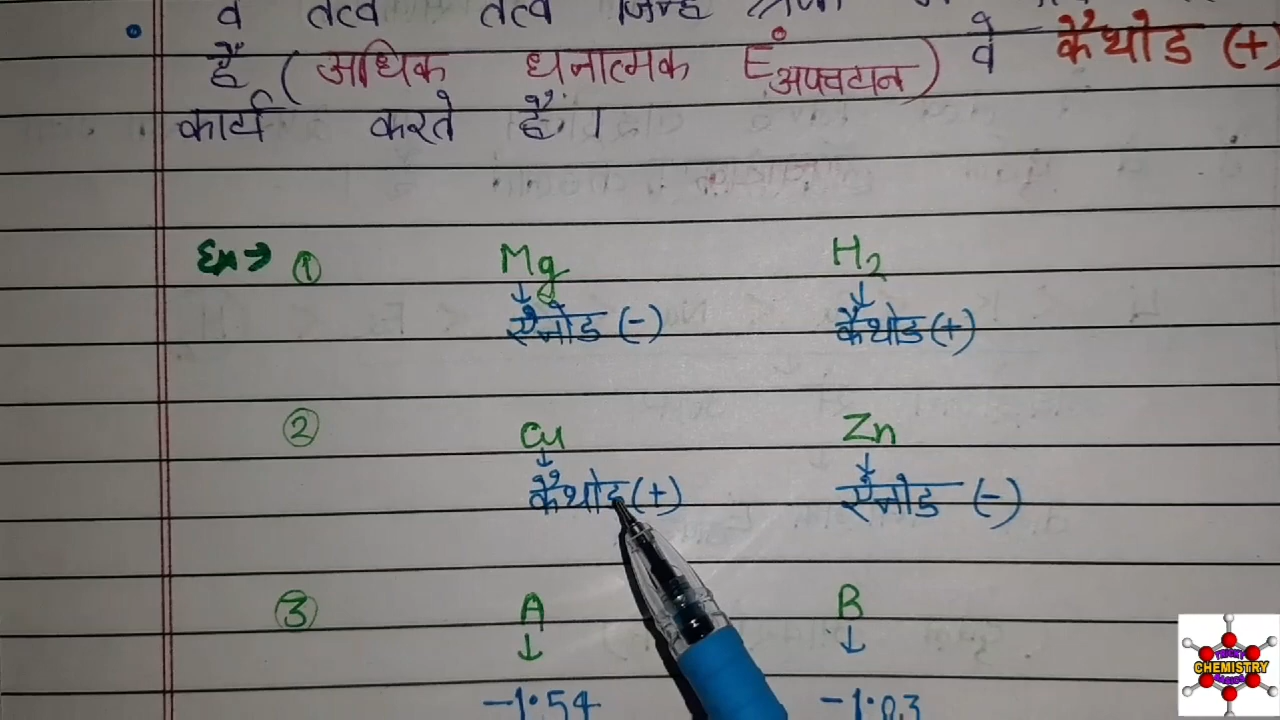 वे तत्व तत्व जिन्हे
हैं (अधिक धनात्मक E°अपचयन) वे कैथोड (+)
कार्य करते हैं।
Ex → ① Mg H2
↓ ↓
ऐनोड (-) कैथोड (+)
② Cu Zn
↓ ↓
कैथोड (+) ऐनोड (-)
③ A B
↓ ↓
-1.54 -1.03
CHEMISTRY